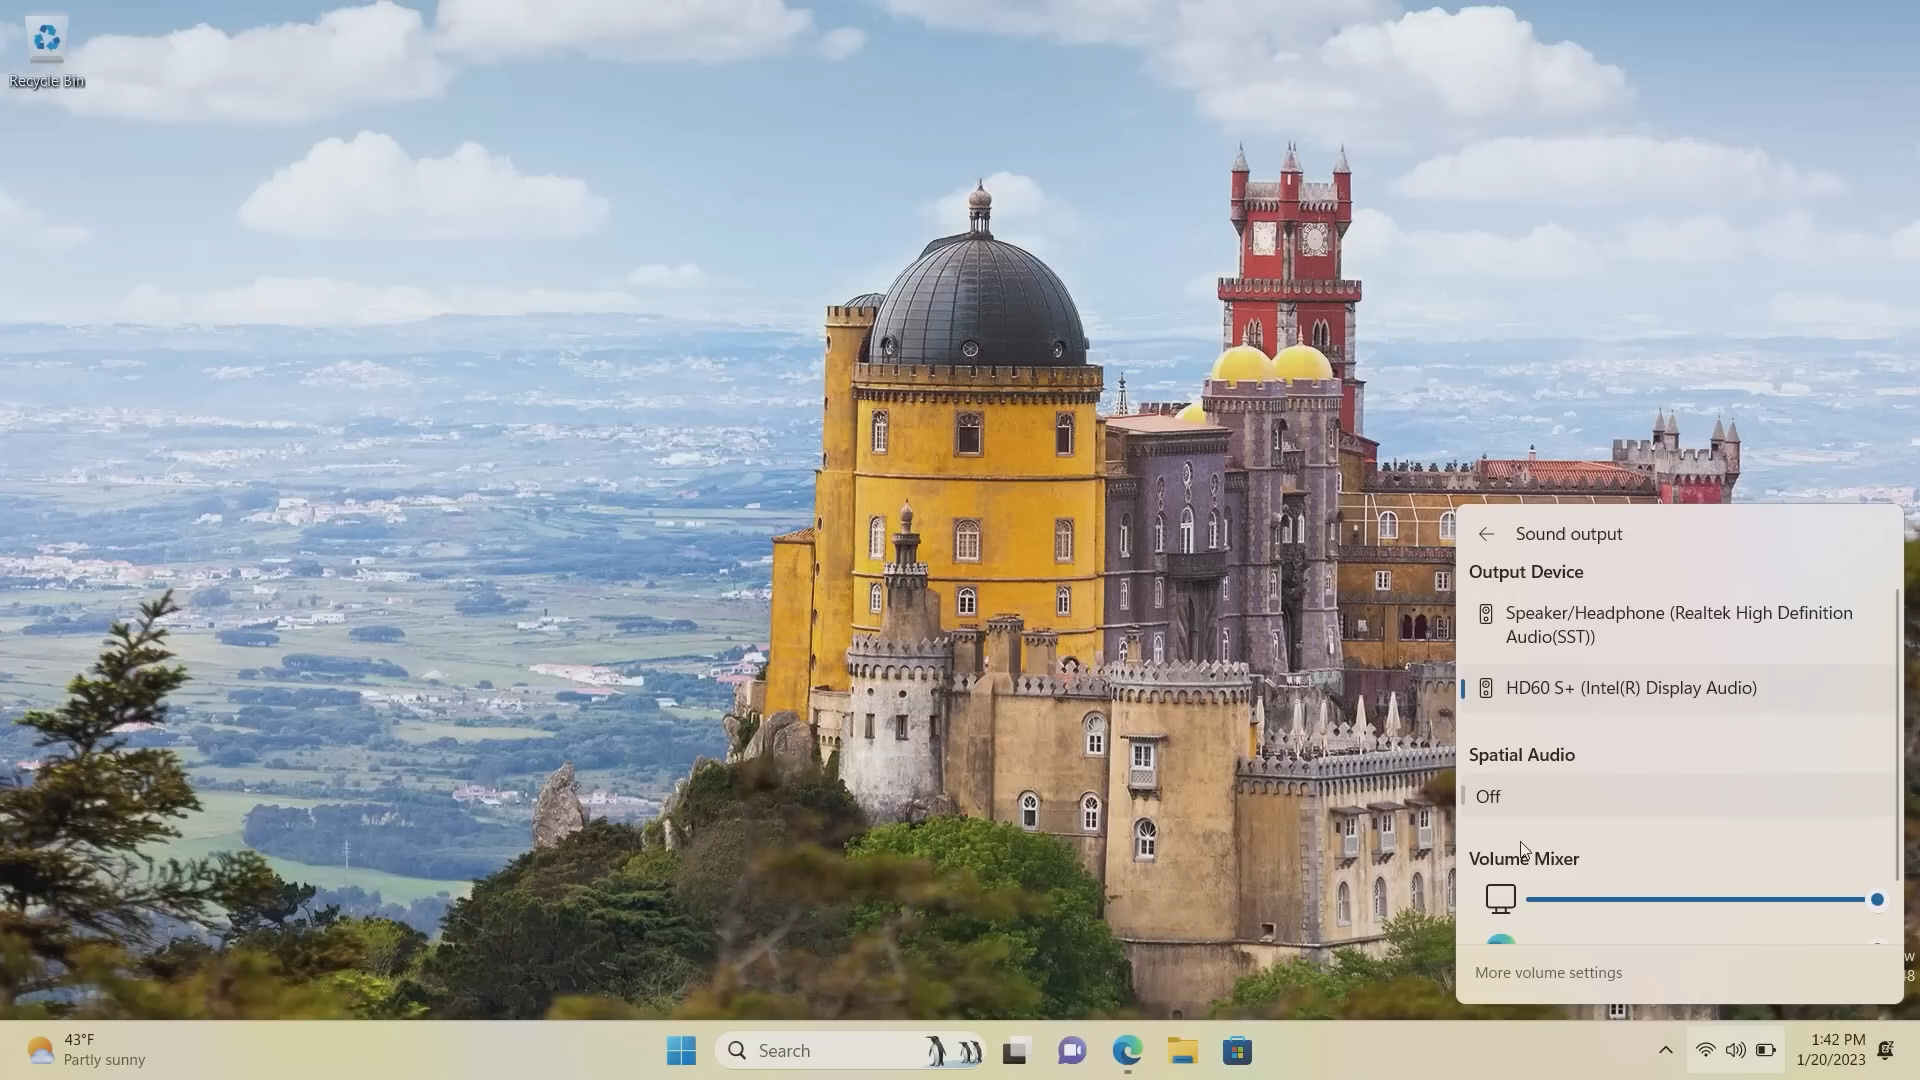 Recycle Bin
Sound output
Output Device
Speaker/Headphone (Realtek High Definition
Audio(SST))
HD60 S+ (Intel(R) Display Audio)
Spatial Audio
Off
Volume Mixer
More volume settings
w
8
43°F
Partly sunny
Search
1:42 PM
1/20/2023